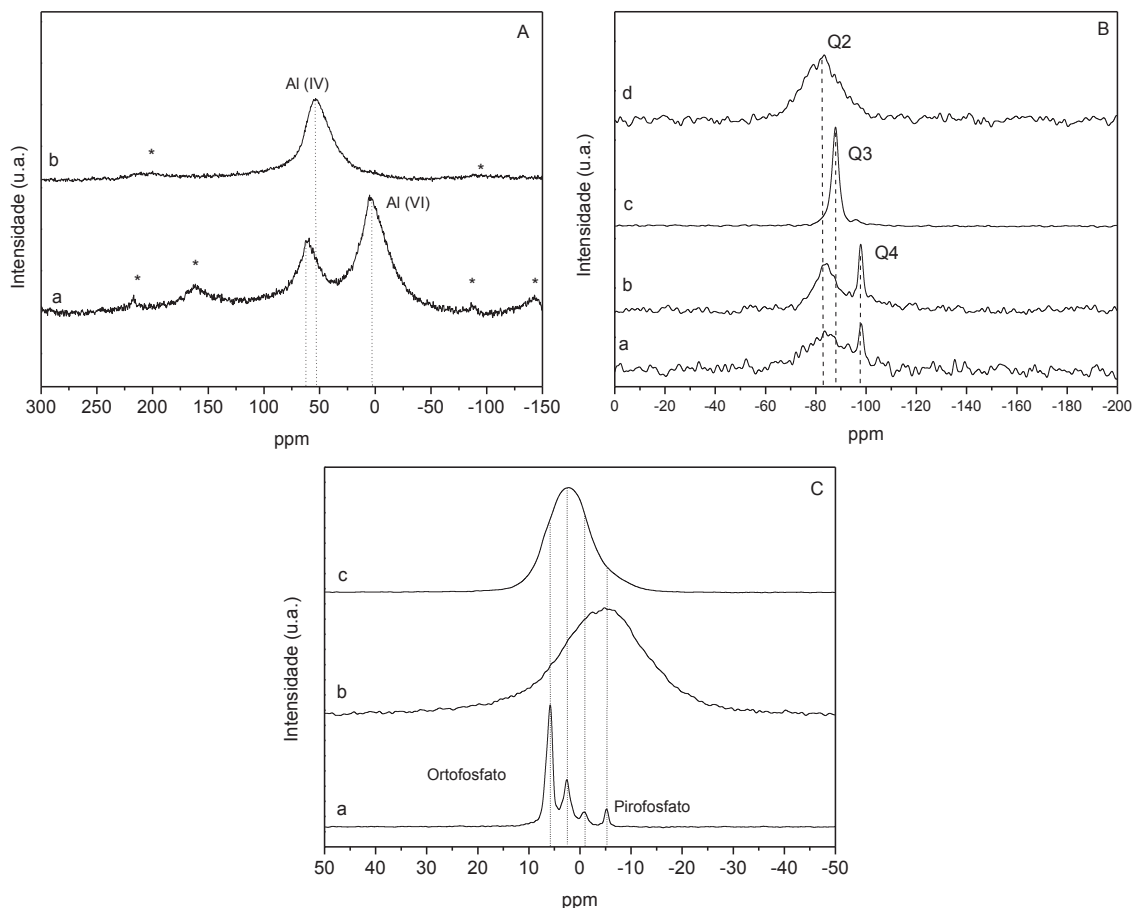 A
Al (IV)
b
*
*
Al (VI)
a
*
*
*
*
Intensidade (u.a.)
300 250 200 150 100 50 0 -50 -100 -150
ppm
B
Q2
d
Q3
c
Q4
b
a
Intensidade (u.a.)
0 -20 -40 -60 -80 -100 -120 -140 -160 -180 -200
ppm
C
c
b
Ortofosfato
Pirofosfato
a
Intensidade (u.a.)
50 40 30 20 10 0 -10 -20 -30 -40 -50
ppm